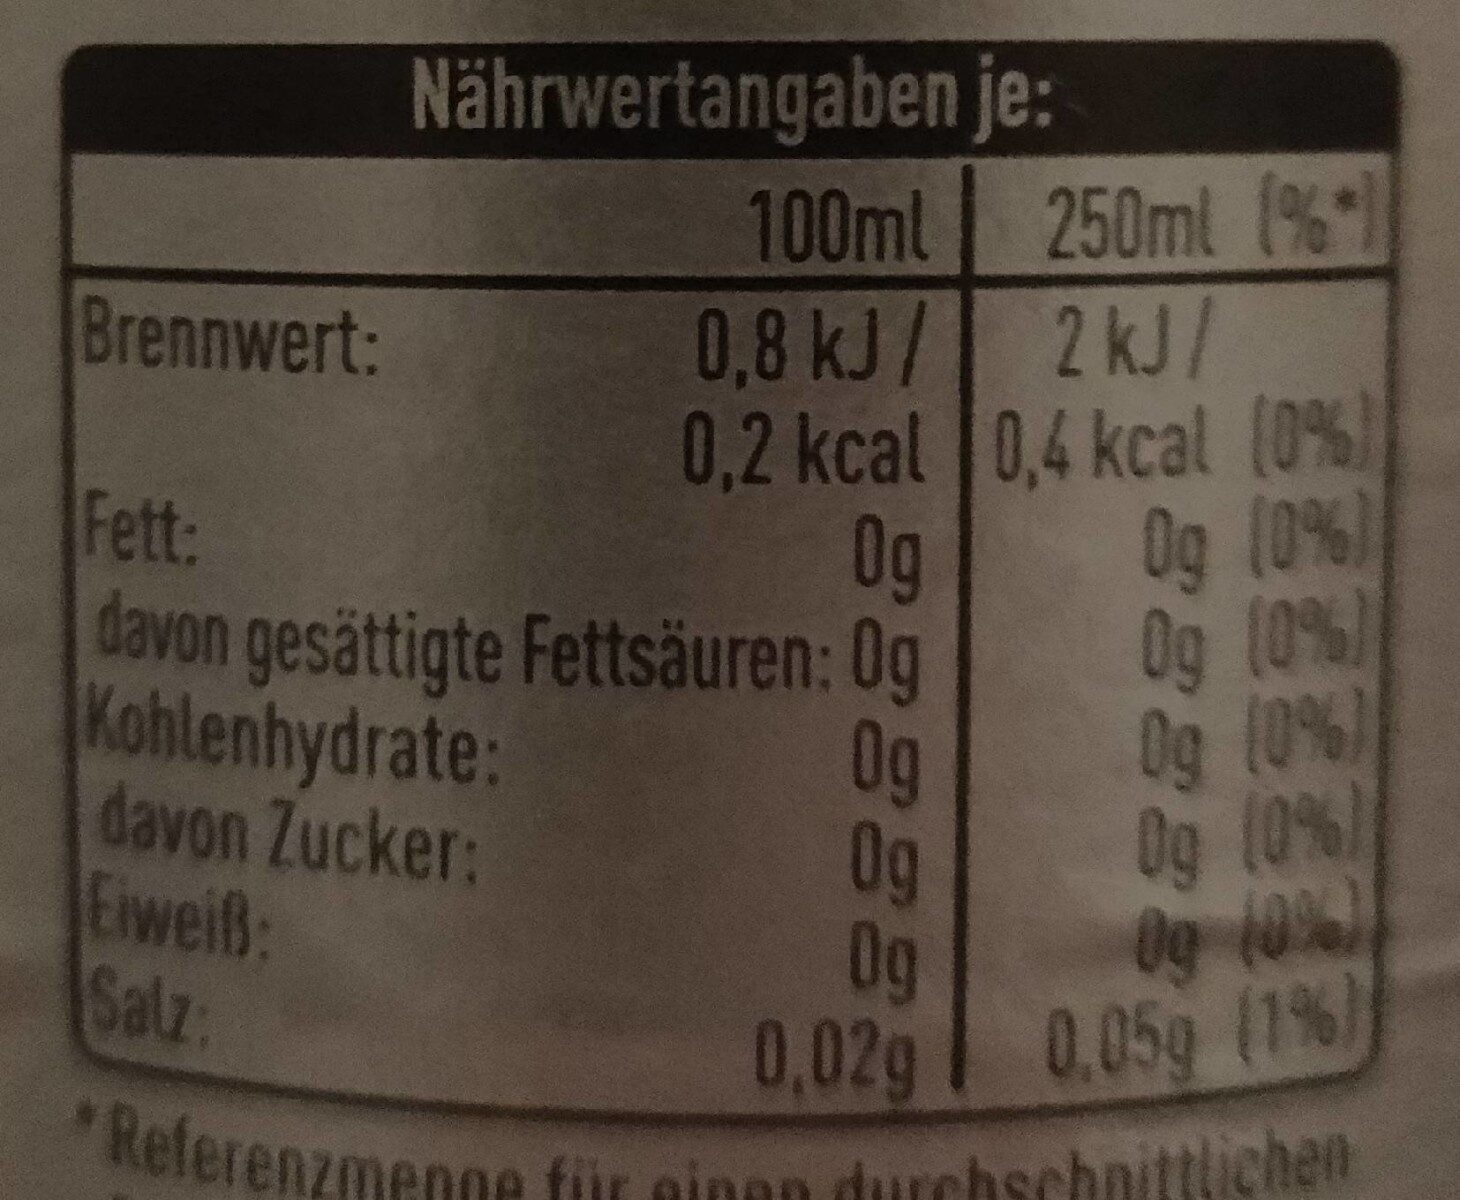 Nährwertangaben je:
100ml 250ml (%*)
Brennwert: 0,8 kJ / 2 kJ /
0,2 kcal 0,4 kcal (0%)
Fett: 0g 0g (0%)
davon gesättigte Fettsäuren: 0g 0g (0%)
Kohlenhydrate: 0g 0g (0%)
davon Zucker: 0g 0g (0%)
Eiweiß: 0g 0g (0%)
Salz: 0,02g 0,05g (1%)
*Referenzmenge für einen durchschnittlichen